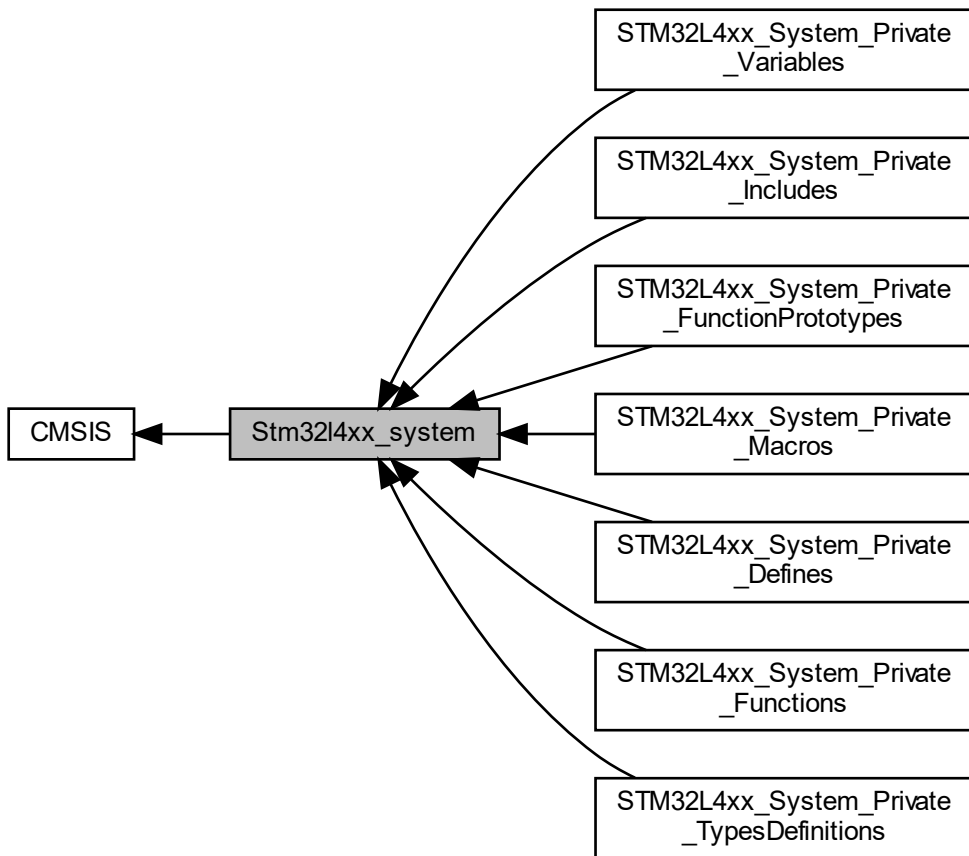 STM32L4xx_System_Private
_Variables
STM32L4xx_System_Private
_Includes
STM32L4xx_System_Private
_FunctionPrototypes
CMSIS
Stm32l4xx_system
STM32L4xx_System_Private
_Macros
STM32L4xx_System_Private
_Defines
STM32L4xx_System_Private
_Functions
STM32L4xx_System_Private
_TypesDefinitions